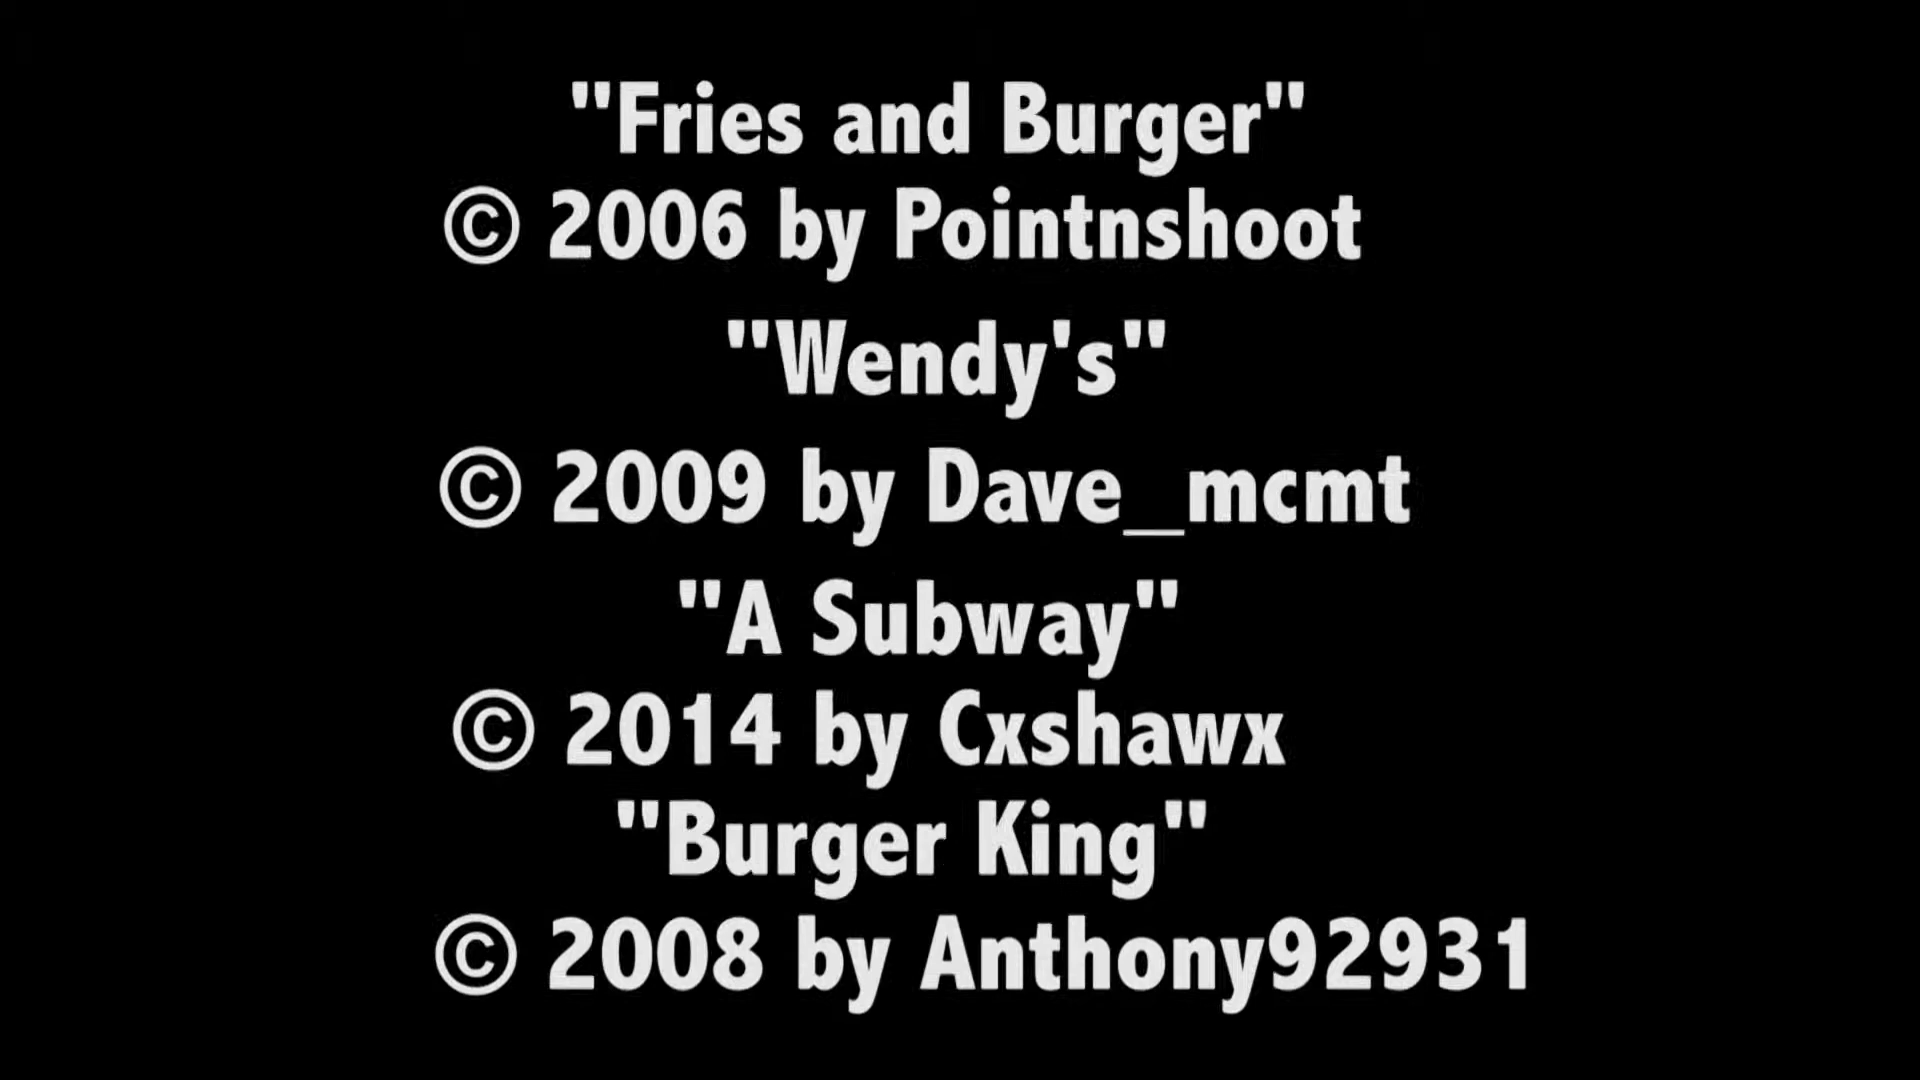 "Fries and Burger"
© 2006 by Pointnshoot
"Wendy's"
© 2009 by Dave_mcmt
"A Subway"
© 2014 by Cxshawx
"Burger King"
© 2008 by Anthony92931